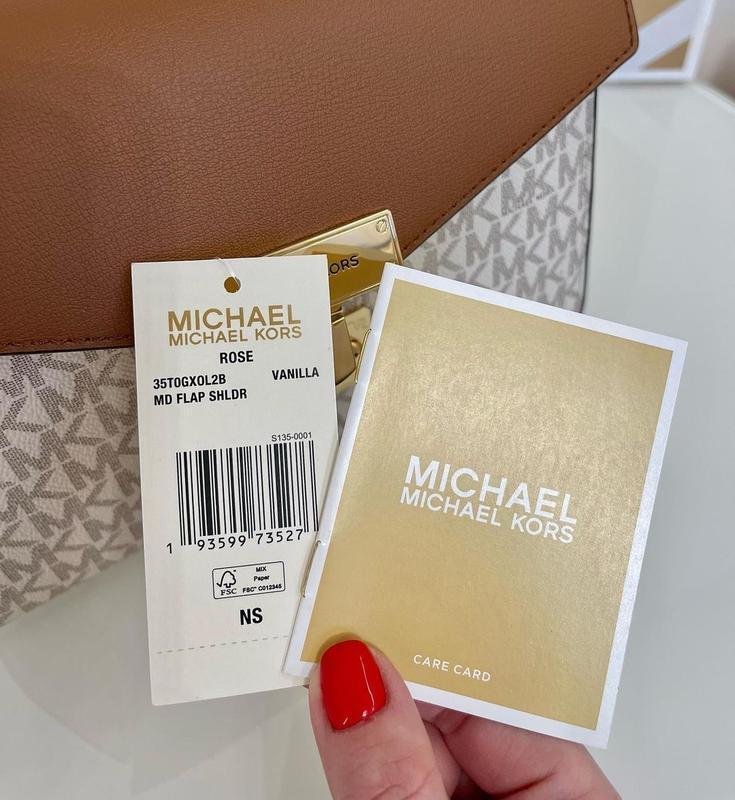 KORS
MICHAEL
MICHAEL KORS
ROSE
35T0GXOL2B VANILLA
MD FLAP SHLDR
S135-0001
1 93599 73527
MIX
Paper
FSC™ C012345
FSC
NS
MICHAEL
MICHAEL KORS
CARE CARD